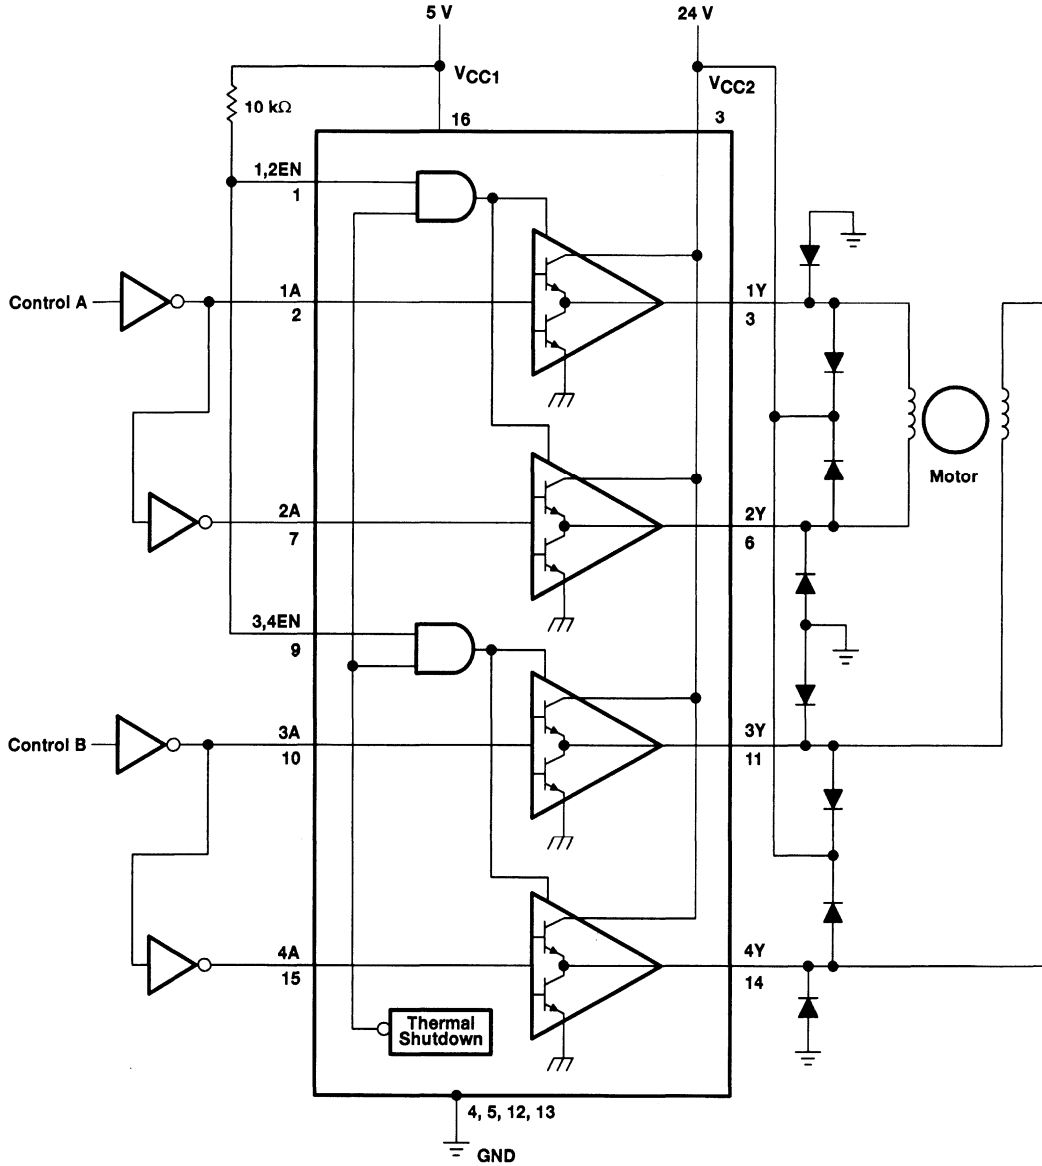 5 V
24 V
VCC1
VCC2
10 kΩ
16
3
1,2EN
1
Control A
1A
2
1Y
3
Motor
2A
7
2Y
6
3,4EN
9
Control B
3A
10
3Y
11
4A
15
4Y
14
Thermal
Shutdown
4, 5, 12, 13
GND